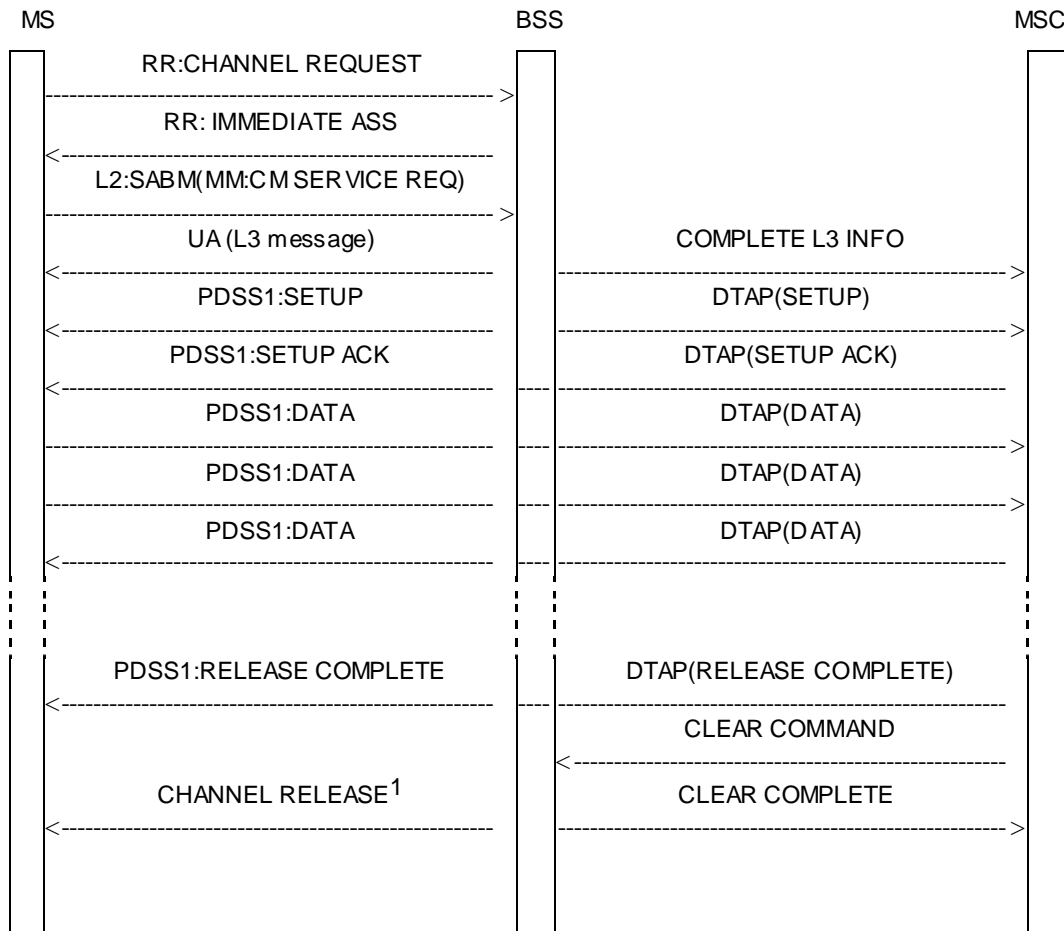 MS BSS MSC
RR:CHANNEL REQUEST
RR: IMMEDIATE ASS
L2:SABM(MM:CM SERVICE REQ)
UA (L3 message) COMPLETE L3 INFO
PDSS1:SETUP DTAP(SETUP)
PDSS1:SETUP ACK DTAP(SETUP ACK)
PDSS1:DATA DTAP(DATA)
PDSS1:DATA DTAP(DATA)
PDSS1:DATA DTAP(DATA)
PDSS1:RELEASE COMPLETE DTAP(RELEASE COMPLETE)
CLEAR COMMAND
CHANNEL RELEASE1 CLEAR COMPLETE